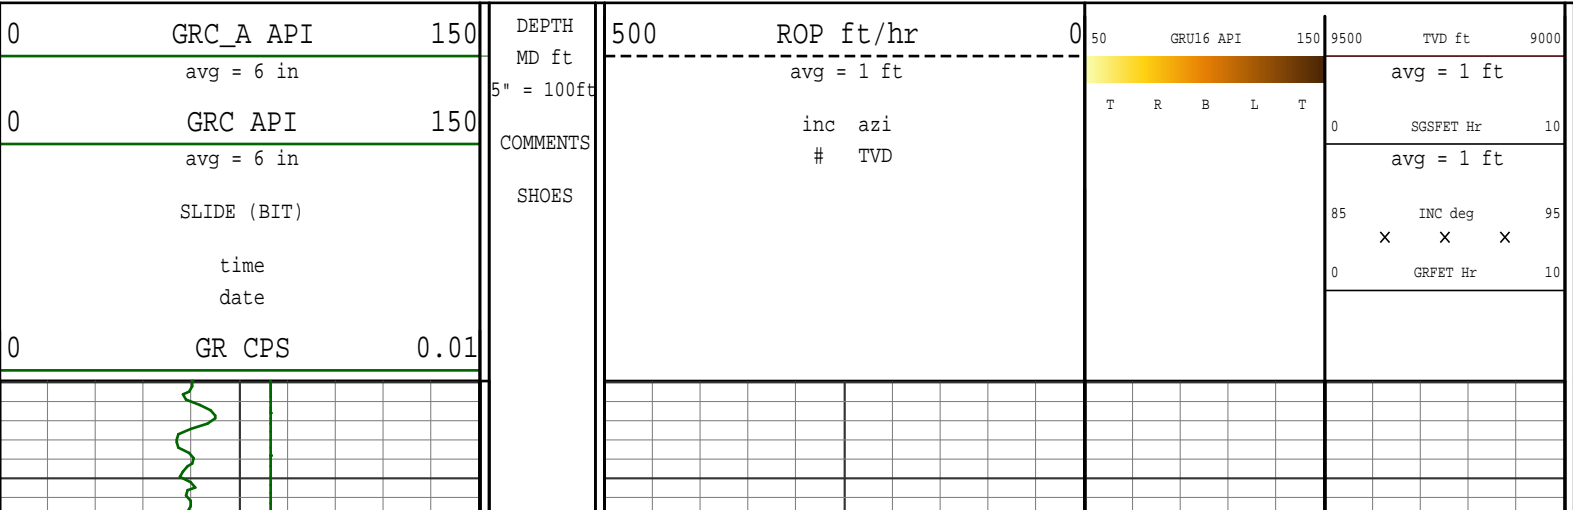 0 GRC_A API 150
avg = 6 in
0 GRC API 150
avg = 6 in
SLIDE (BIT)
time
date
0 GR CPS 0.01
DEPTH
MD ft
5" = 100ft
COMMENTS
SHOES
500 ROP ft/hr 0
avg = 1 ft
inc azi
# TVD
50 GRU16 API 150
T R B L T
9500 TVD ft 9000
avg = 1 ft
0 SGSFET Hr 10
avg = 1 ft
85 INC deg 95
0 GRFET Hr 10